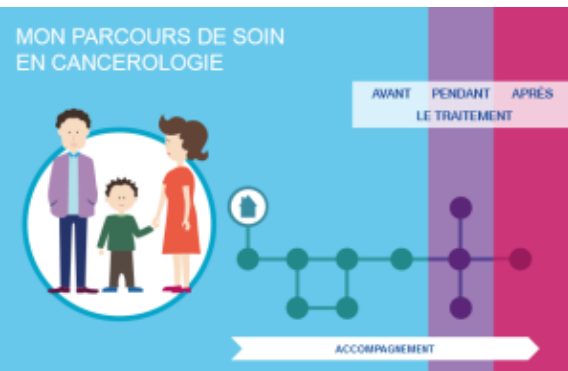 MON PARCOURS DE SOIN
EN CANCEROLOGIE
AVANT PENDANT APRÈS
LE TRAITEMENT
ACCOMPAGNEMENT